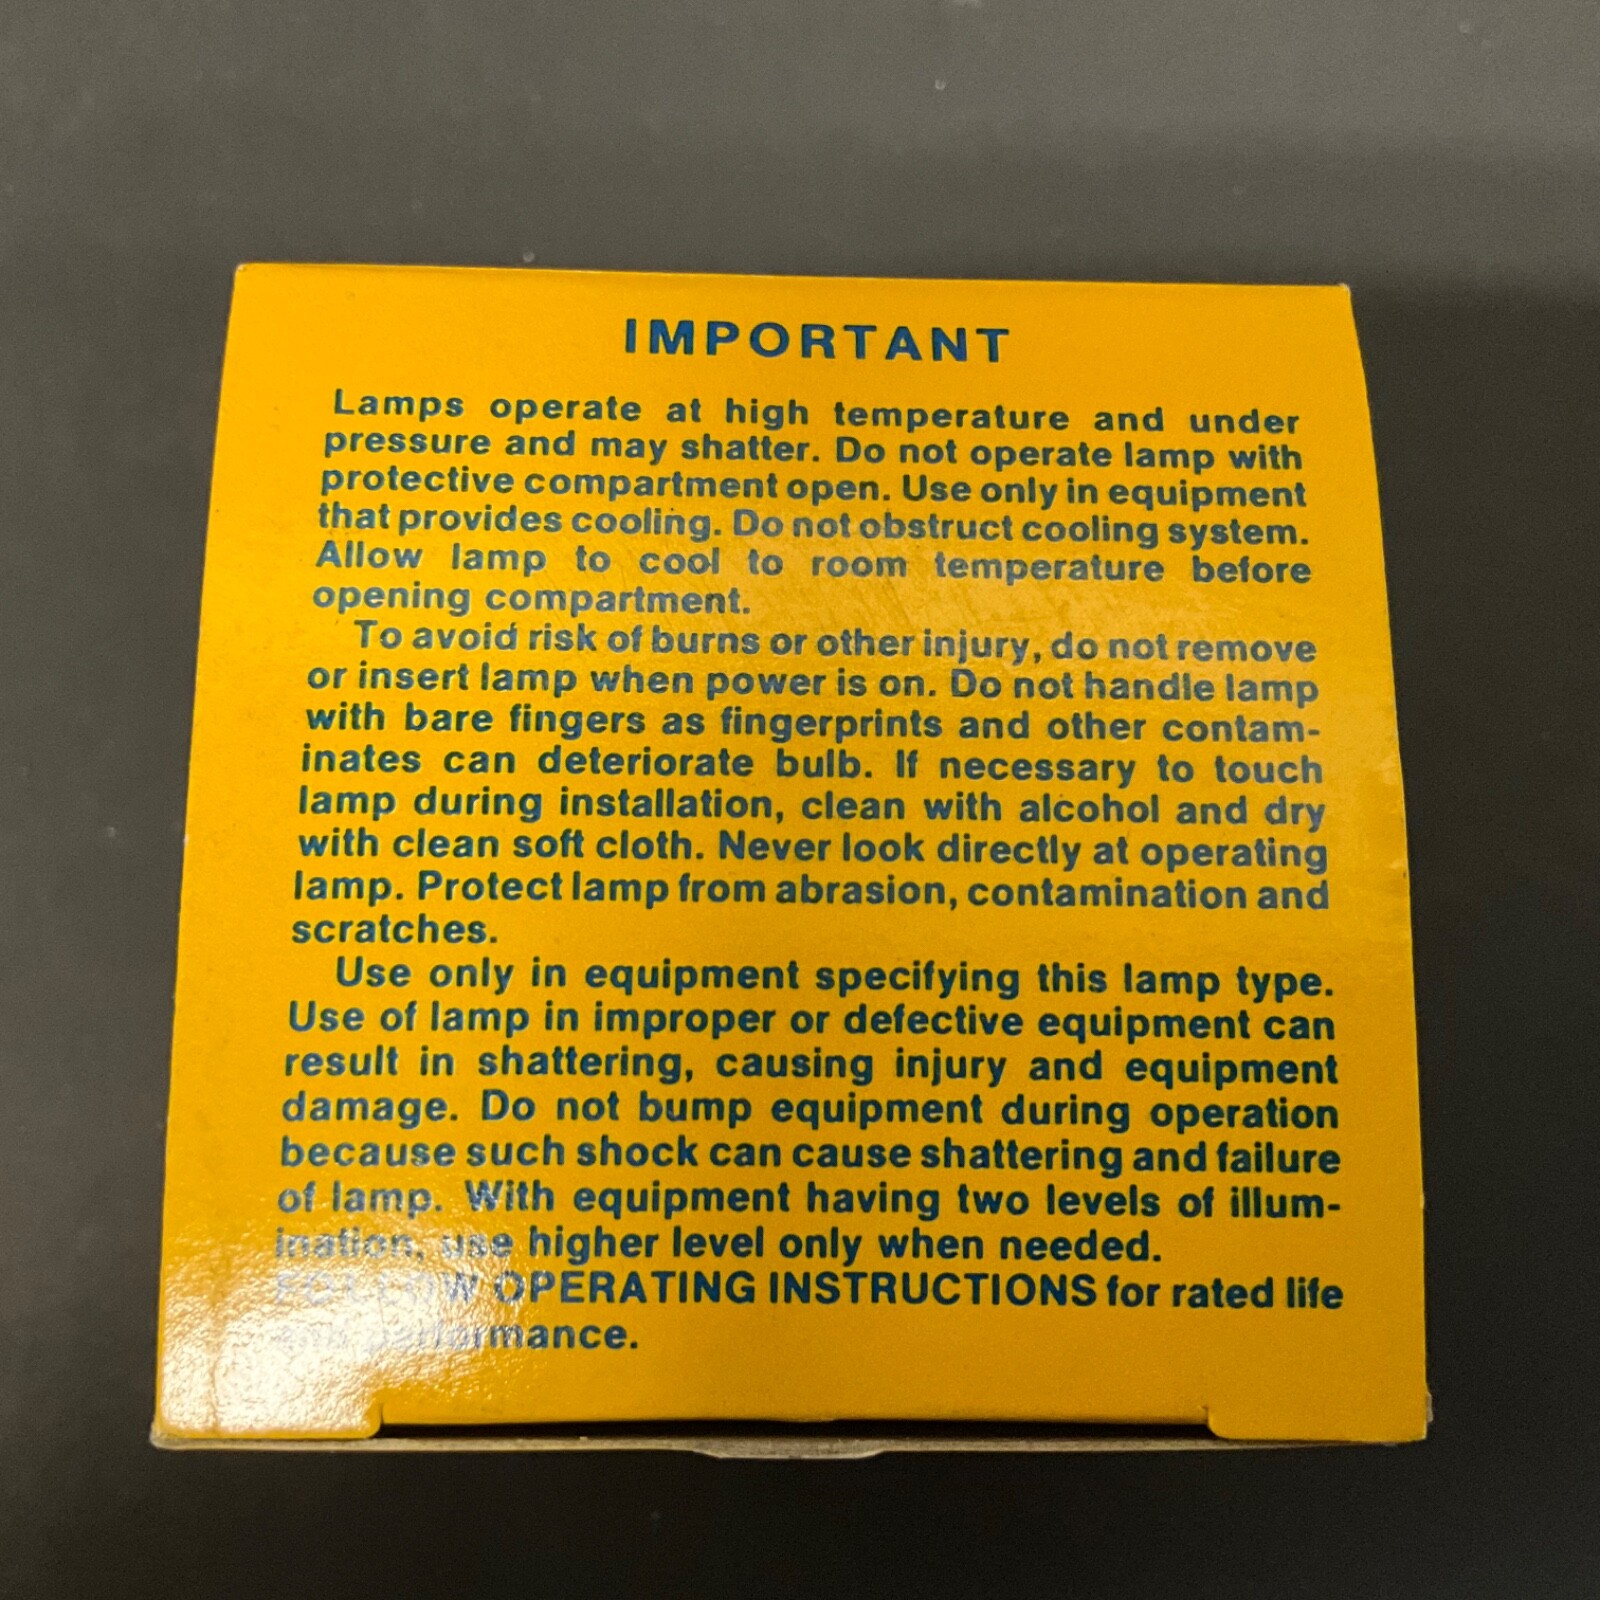 IMPORTANT
Lamps operate at high temperature and under
pressure and may shatter. Do not operate lamp with
protective compartment open. Use only in equipment
that provides cooling. Do not obstruct cooling system.
Allow lamp to cool to room temperature before
opening compartment.
To avoid risk of burns or other injury, do not remove
or insert lamp when power is on. Do not handle lamp
with bare fingers as fingerprints and other contam-
inates can deteriorate bulb. If necessary to touch
lamp during installation, clean with alcohol and dry
with clean soft cloth. Never look directly at operating
lamp. Protect lamp from abrasion, contamination and
scratches.
Use only in equipment specifying this lamp type.
Use of lamp in improper or defective equipment can
result in shattering, causing injury and equipment
damage. Do not bump equipment during operation
because such shock can cause shattering and failure
of lamp. With equipment having two levels of illum-
ination, use higher level only when needed.
FOLLOW OPERATING INSTRUCTIONS for rated life
and performance.